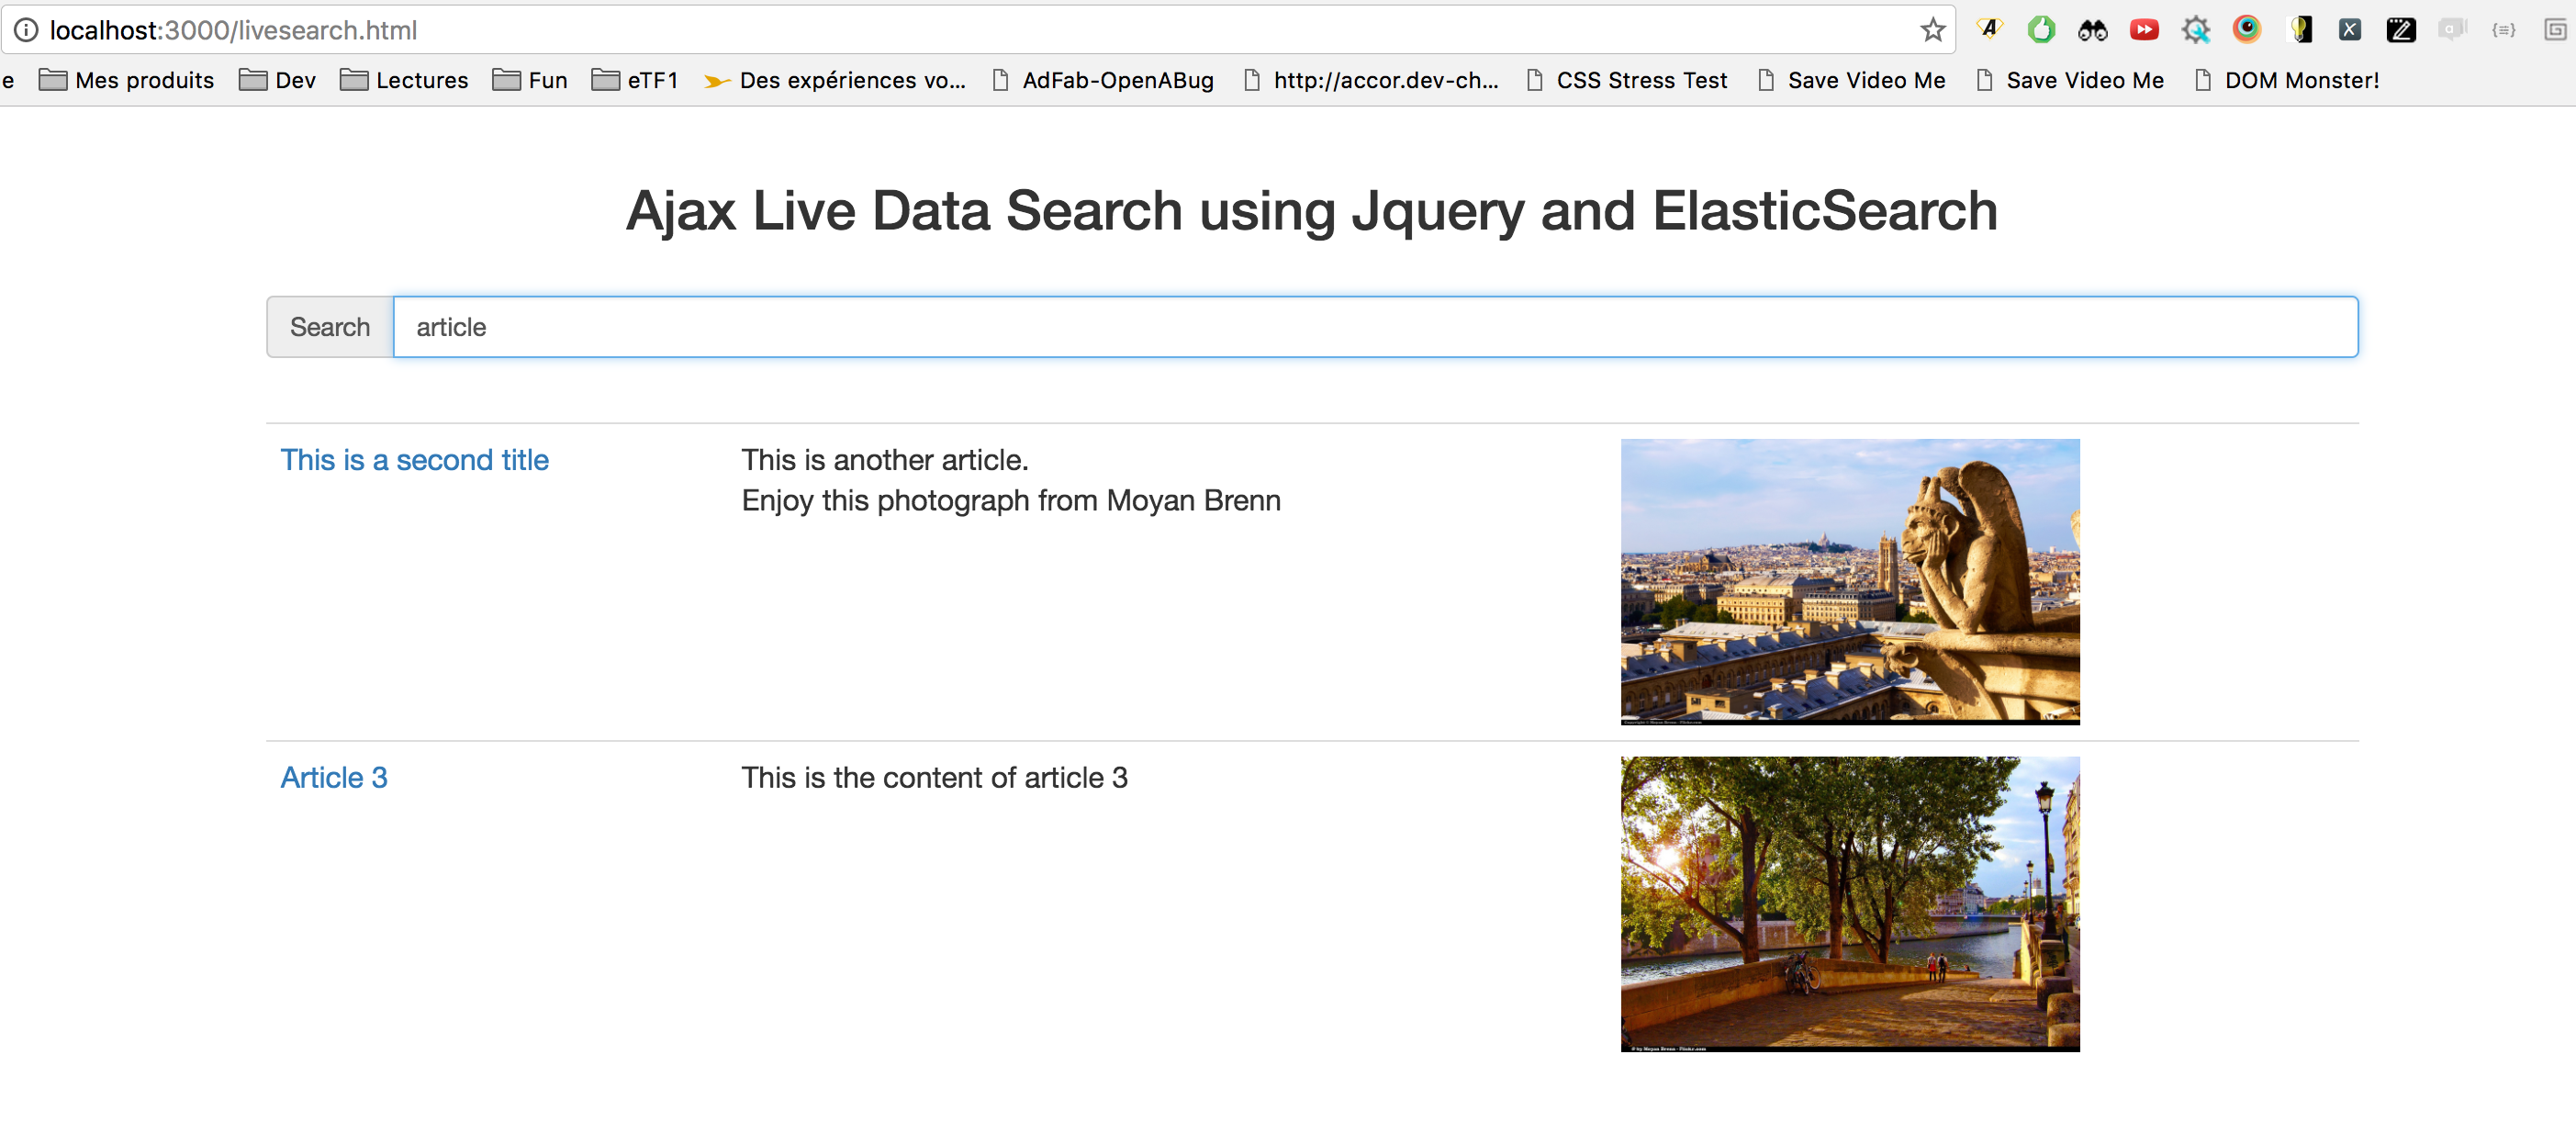 localhost:3000/livesearch.html
e Mes produits Dev Lectures Fun eTF1 Des expériences vo... AdFab-OpenABug http://accor.dev-ch... CSS Stress Test Save Video Me Save Video Me DOM Monster!
Ajax Live Data Search using Jquery and ElasticSearch
Search article
This is a second title
This is another article.
Enjoy this photograph from Moyan Brenn
Article 3
This is the content of article 3